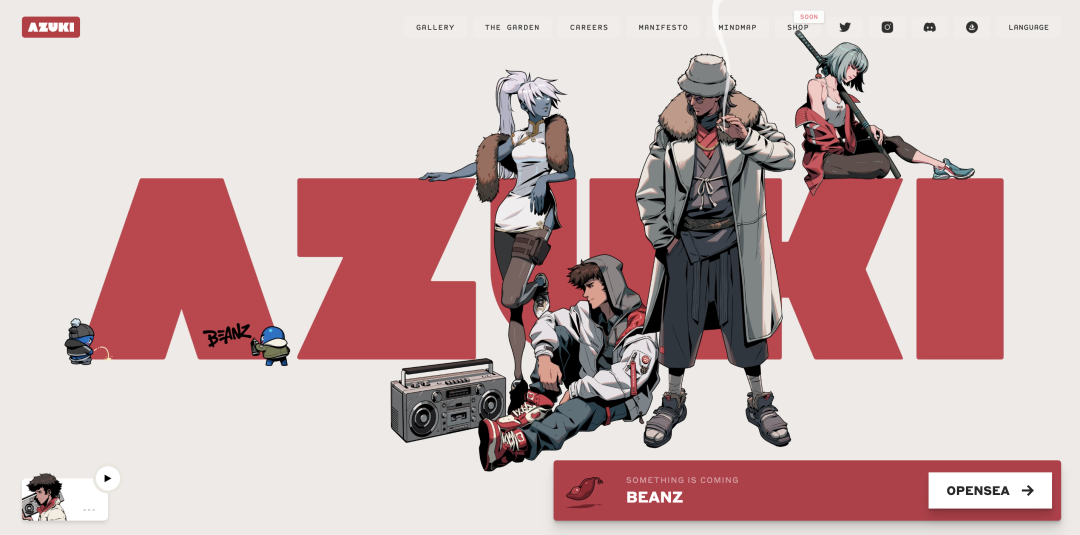 AZUKI
GALLERY
THE GARDEN
CAREERS
MANIFESTO
MINDMAP
SOON
SHOP
LANGUAGE
AZUKI
BEANZ
SOMETHING IS COMING
BEANZ
OPENSEA